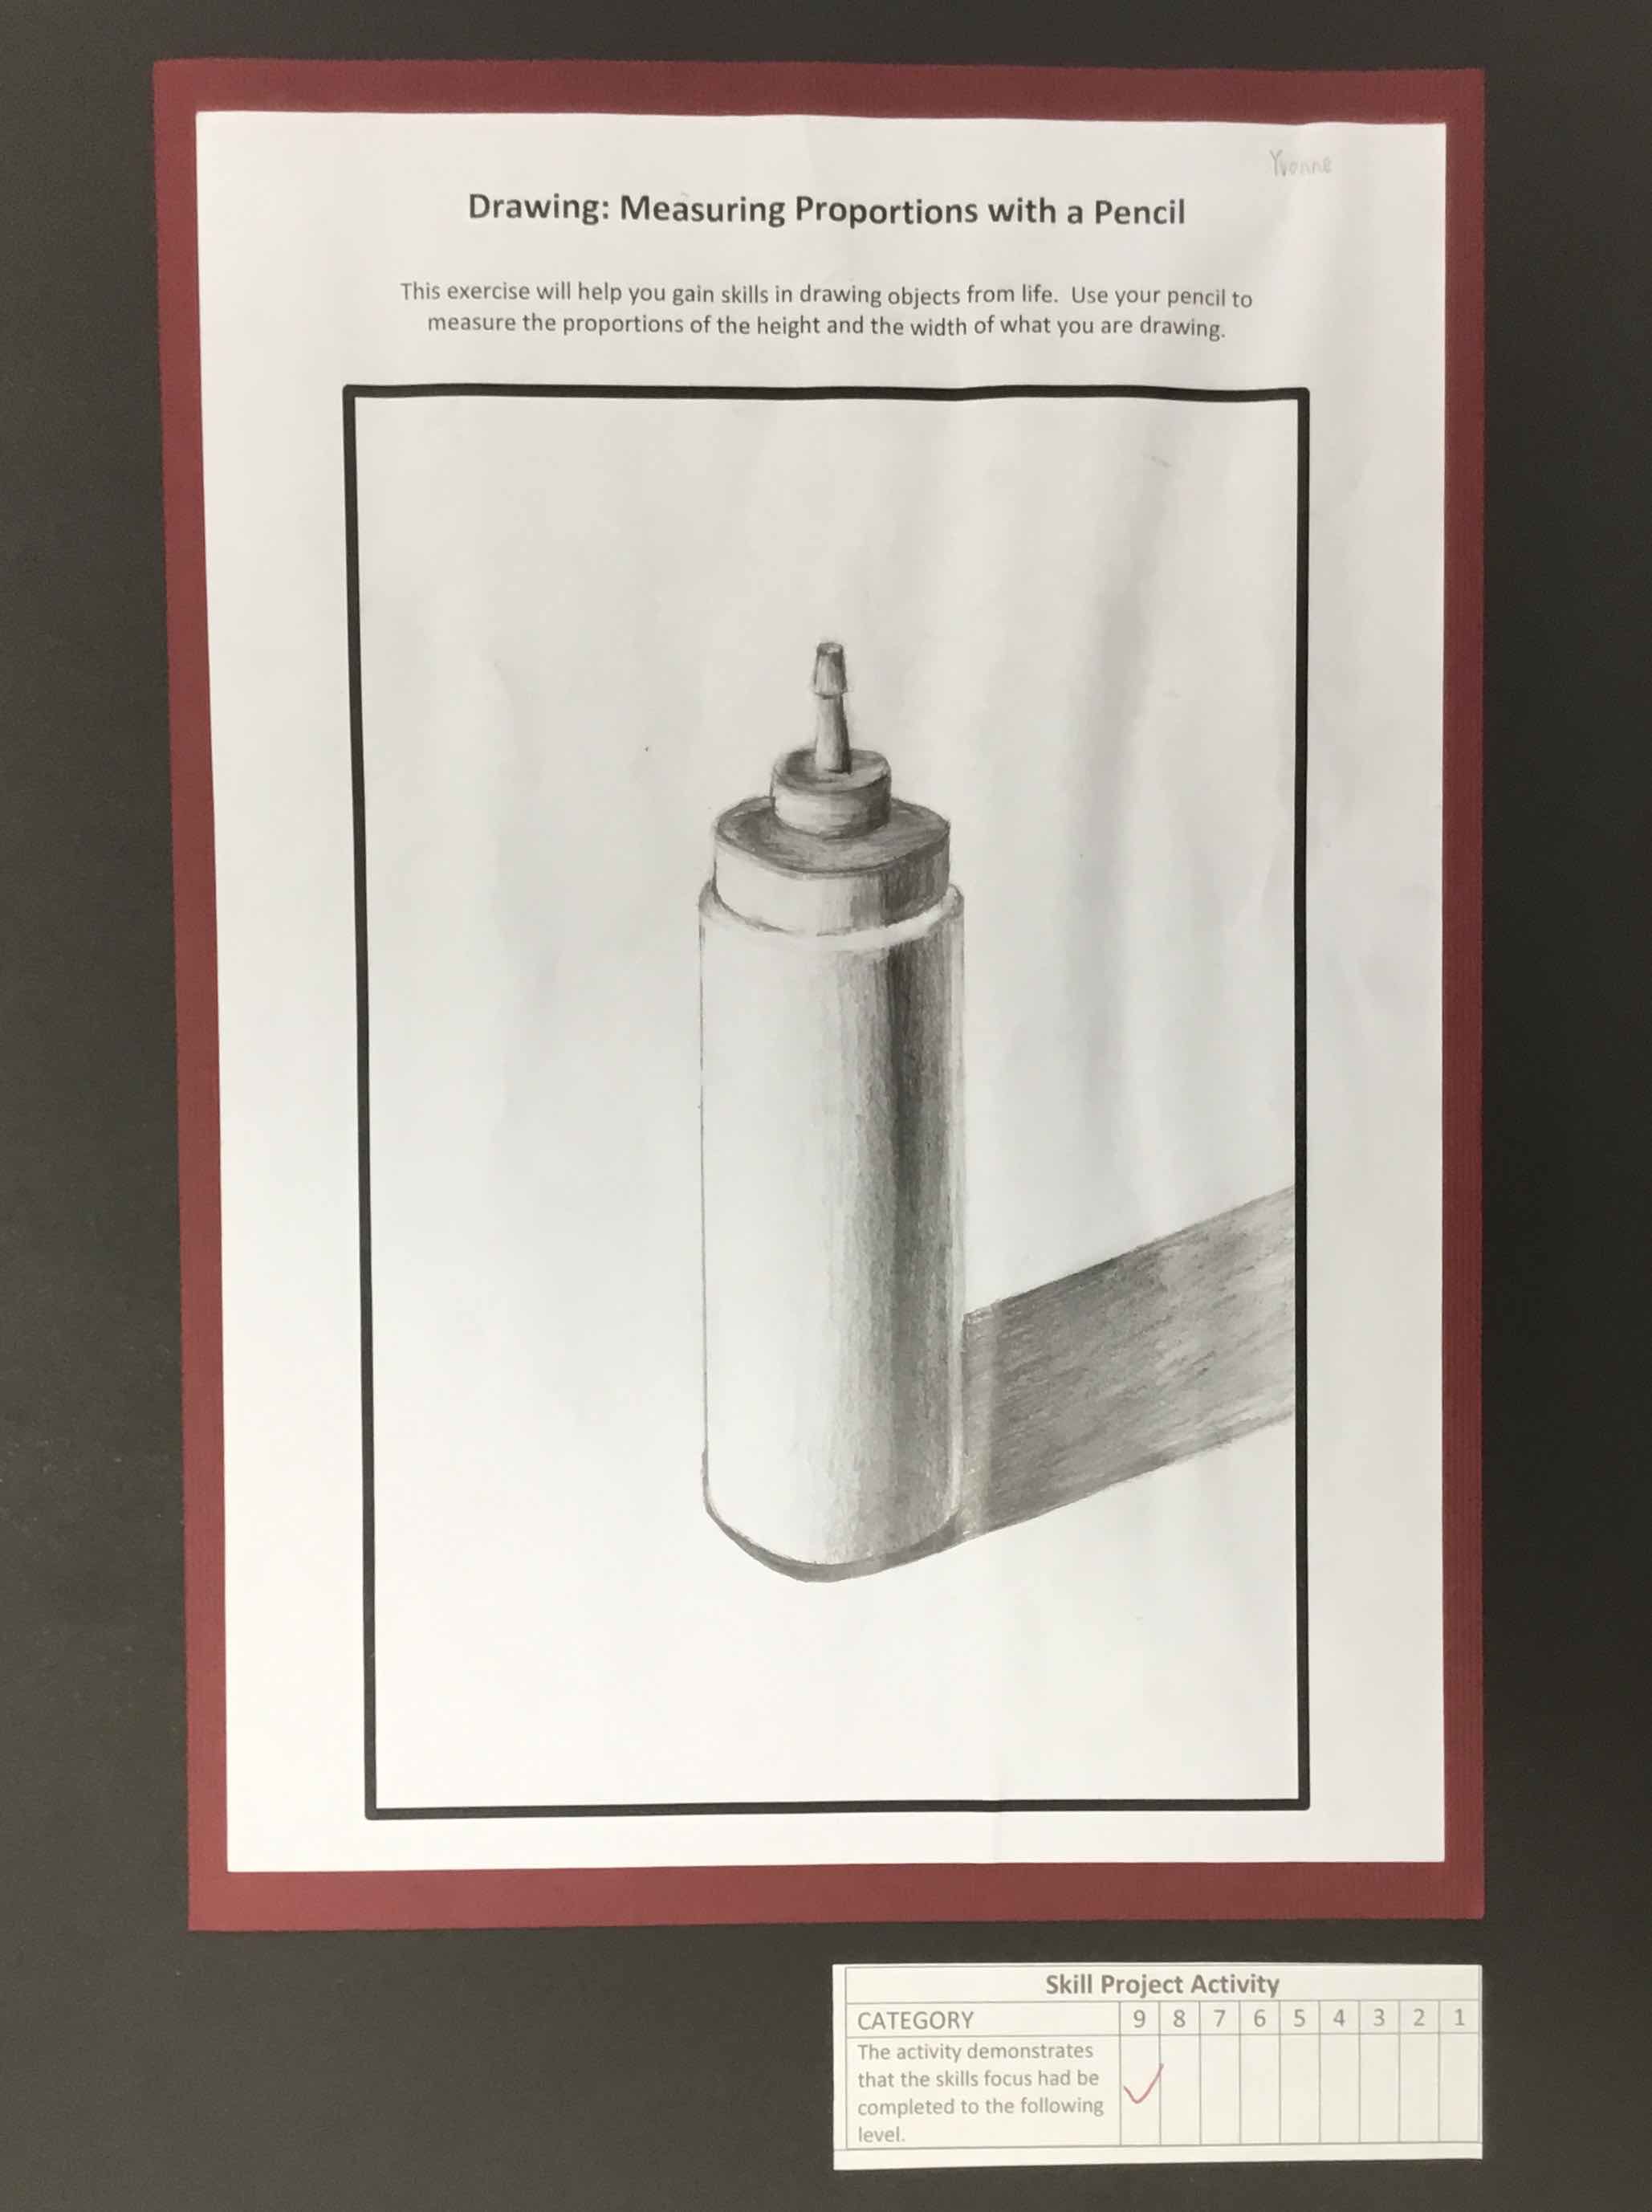 Yvonne
Drawing: Measuring Proportions with a Pencil
This exercise will help you gain skills in drawing objects from life. Use your pencil to
measure the proportions of the height and the width of what you are drawing.
Skill Project Activity
CATEGORY 9 8 7 6 5 4 3 2 1
The activity demonstrates
that the skills focus had be
completed to the following
level.